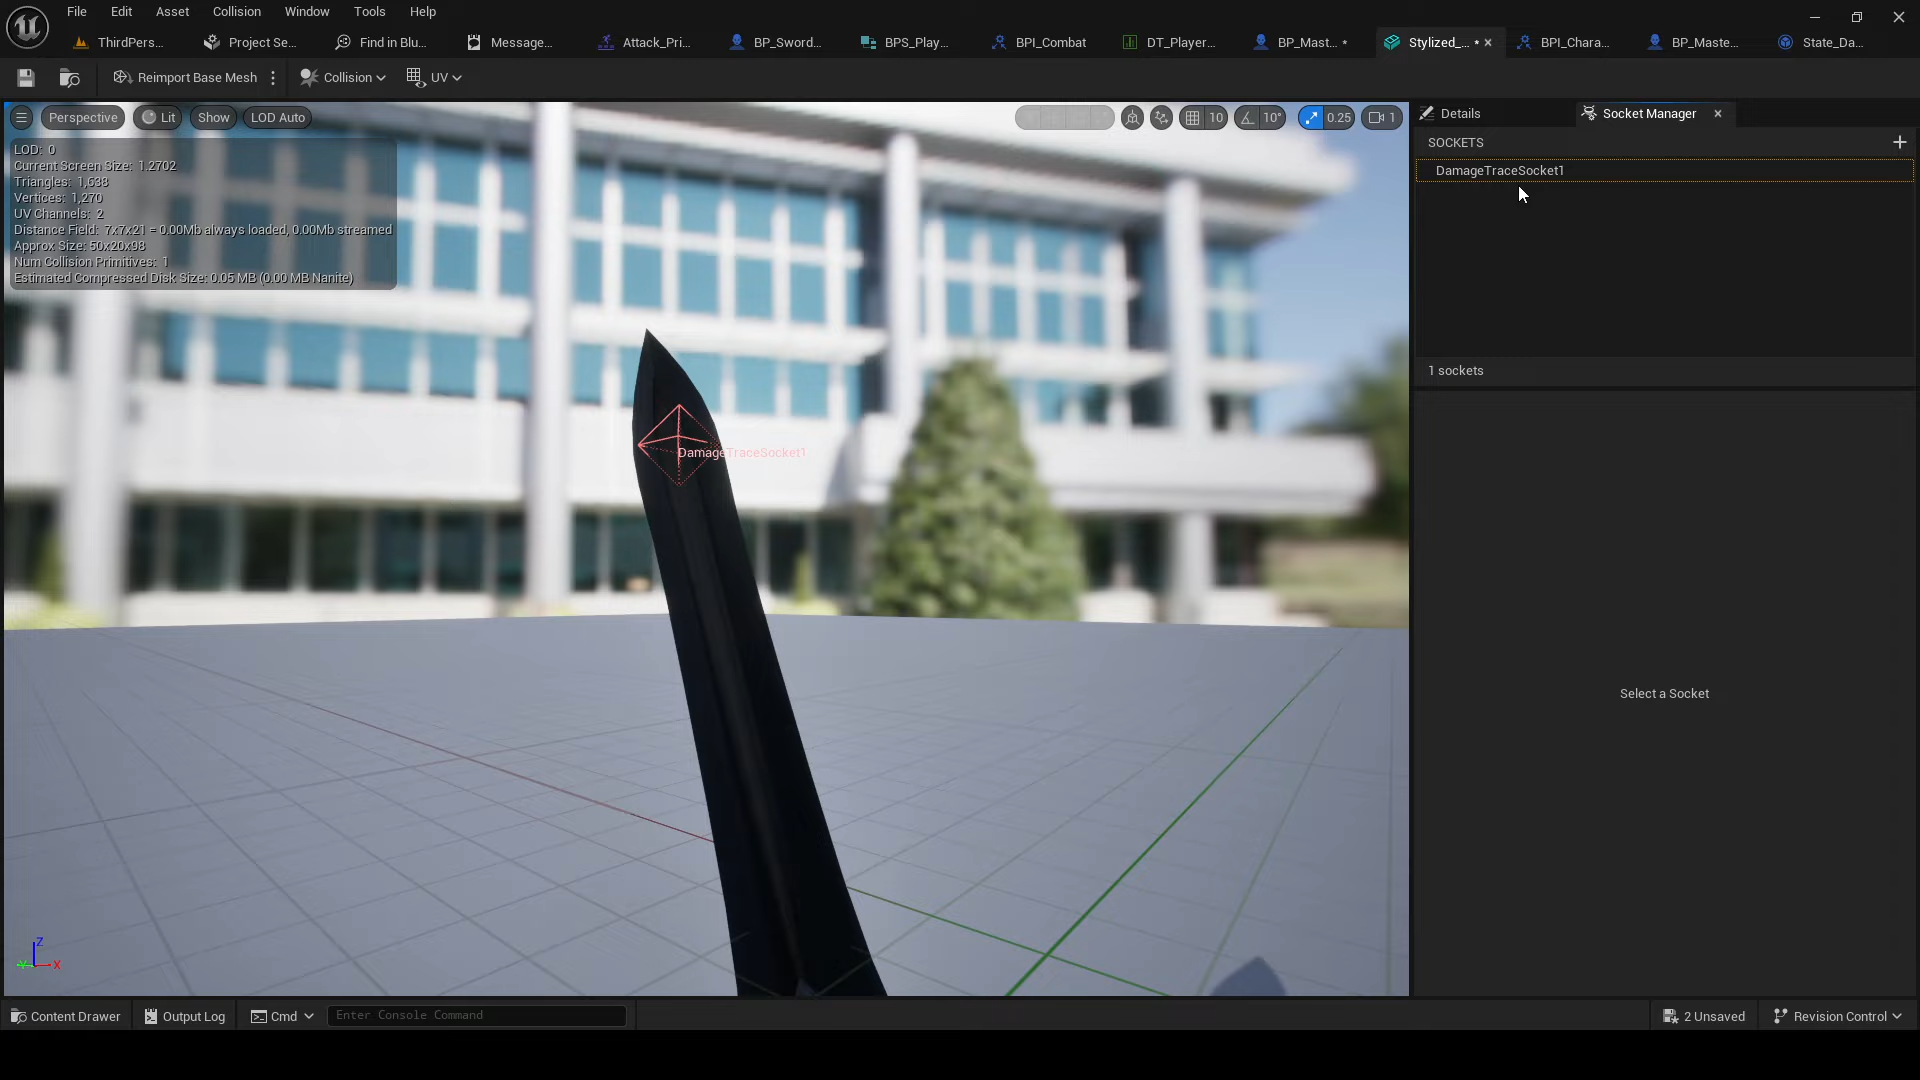 File Edit Asset Collision Window Tools Help
ThirdPers... Project Se... Find in Blu... Message... Attack_Pri... BP_Sword... BPS_Play... BPI_Combat DT_Player... BP_Mast... * Stylized_... * BPI_Chara... BP_Maste... State_Da...
Reimport Base Mesh Collision UV
Perspective Lit Show LOD Auto 10 10° 0.25 1
Details Socket Manager
SOCKETS
DamageTraceSocket1
1 sockets
Select a Socket
LOD: 0
Current Screen Size: 1.2702
Triangles: 1,638
Vertices: 1,270
UV Channels: 2
Distance Field: 7x7x21 = 0.00Mb always loaded, 0.00Mb streamed
Approx Size: 50x20x98
Num Collision Primitives: 1
Estimated Compressed Disk Size: 0.05 MB (0.00 MB Nanite)
DamageTraceSocket1
Z
Y X
Content Drawer Output Log Cmd Enter Console Command 2 Unsaved Revision Control